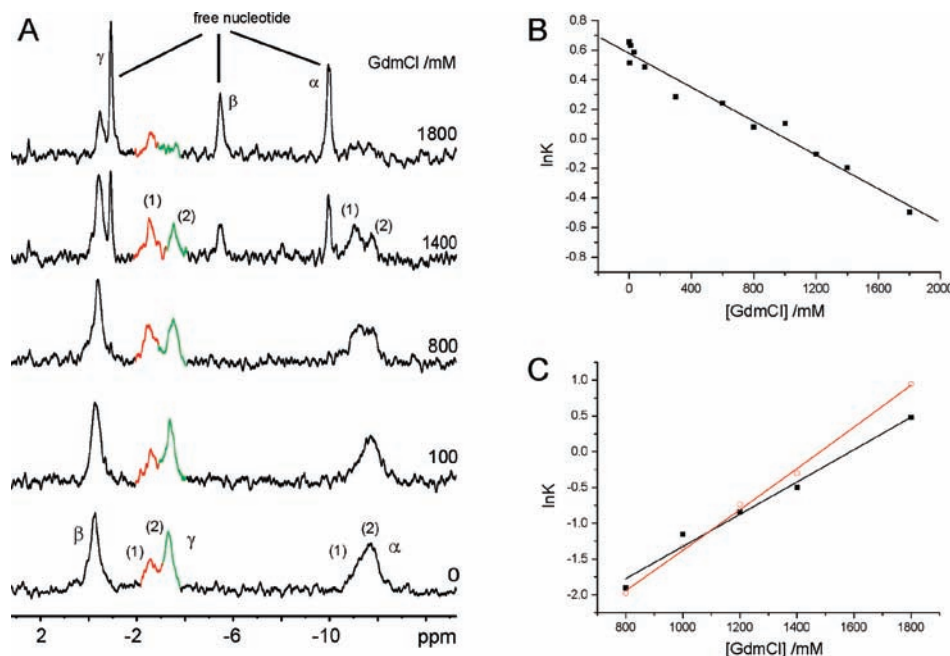 A
free nucleotide
GdmCl /mM
γ
β
α
1800
(1)
(2)
(1)
(2)
1400
800
100
β
(1)
(2)
γ
(1)
(2)
α
0
2
-2
-6
-10
ppm
B
0.8
0.6
0.4
0.2
0.0
-0.2
-0.4
-0.6
-0.8
lnK
0
400
800
1200
1600
2000
[GdmCl] /mM
C
1.0
0.5
0.0
-0.5
-1.0
-1.5
-2.0
lnK
800
1000
1200
1400
1600
1800
[GdmCl] /mM